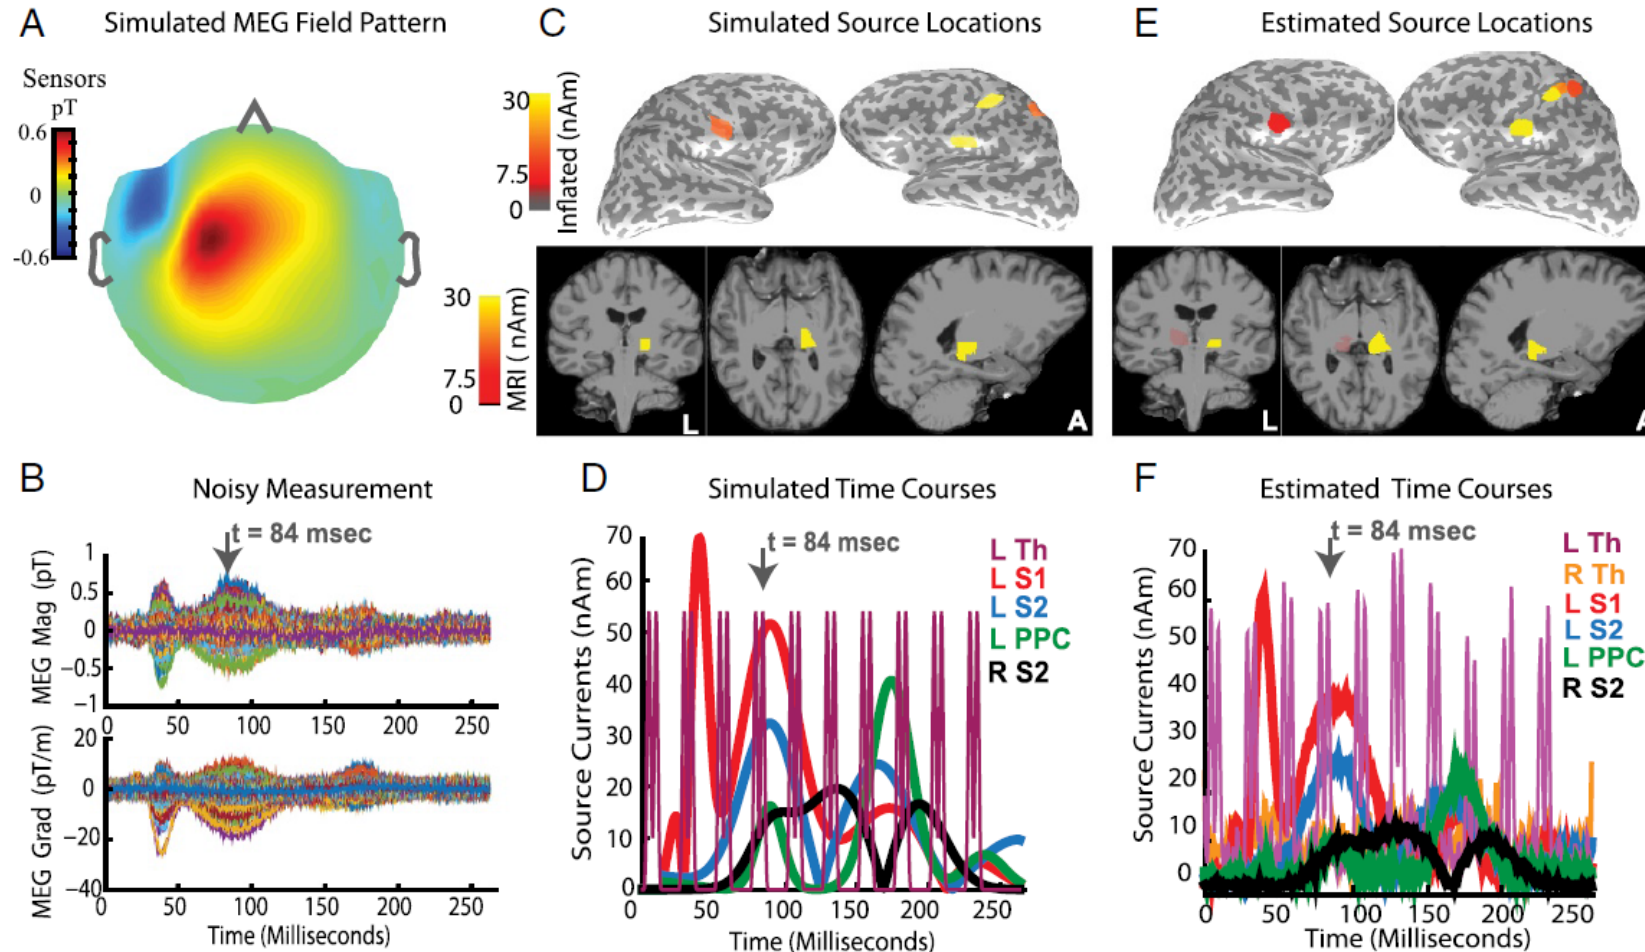 A Simulated MEG Field Pattern
Sensors
pT
0.6
0
-0.6
30
7.5
0
MRI ( nAm)
B Noisy Measurement
t = 84 msec
MEG Mag (pT)
1
0.5
0
−0.5
−1
0 50 100 150 200 250
MEG Grad (pT/m)
20
0
−20
−40
0 50 100 150 200 250
Time (Milliseconds)
C Simulated Source Locations
30
7.5
0
Inflated (nAm)
L
A
D Simulated Time Courses
t = 84 msec
L Th
L S1
L S2
L PPC
R S2
Source Currents (nAm)
70
60
50
40
30
20
10
0
0 50 100 150 200 250
Time (Milliseconds)
E Estimated Source Locations
L
A
F Estimated Time Courses
t = 84 msec
L Th
R Th
L S1
L S2
L PPC
R S2
Source Currents (nAm)
70
60
50
40
30
20
10
0
0 50 100 150 200 250
Time (Milliseconds)